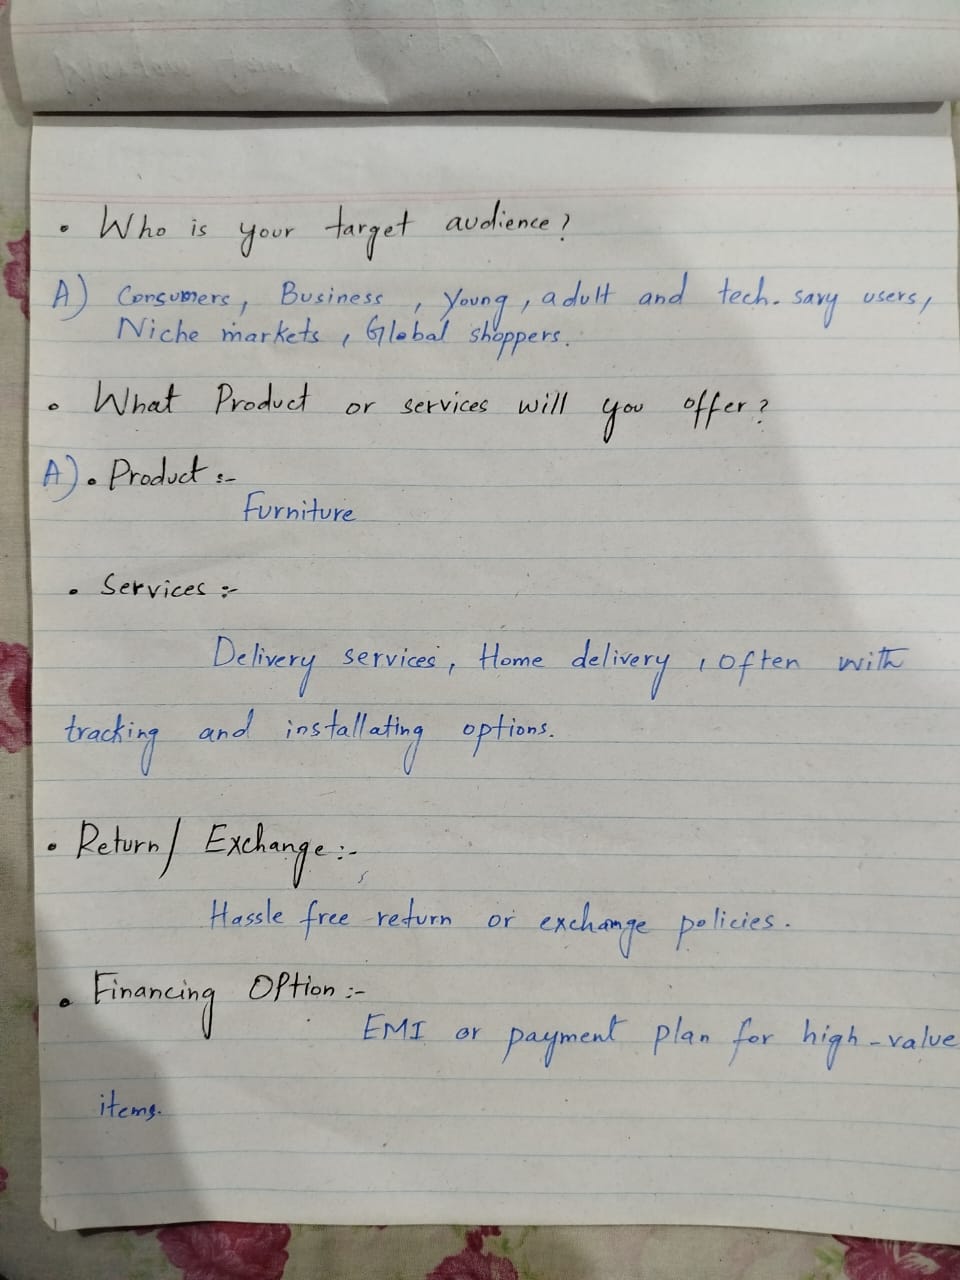 • Who is your target audience?
A) Consumers, Business, Young, adult and tech. savy users,
Niche markets, Global shoppers.
• What Product or services will you offer?
A). Product :-
Furniture
• Services :-
Delivery services, Home delivery, often with
tracking and installating options.
• Return/ Exchange:-
Hassle free return or exchange policies.
• Financing Option :-
EMI or payment plan for high-value
items.